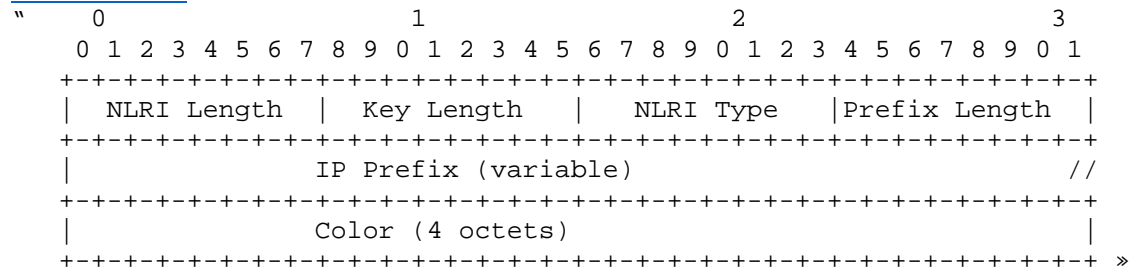 “    0                   1                   2                   3
    0 1 2 3 4 5 6 7 8 9 0 1 2 3 4 5 6 7 8 9 0 1 2 3 4 5 6 7 8 9 0 1
   +-+-+-+-+-+-+-+-+-+-+-+-+-+-+-+-+-+-+-+-+-+-+-+-+-+-+-+-+-+-+-+-+
   |  NLRI Length  |  Key Length   |   NLRI Type   |Prefix Length  |
   +-+-+-+-+-+-+-+-+-+-+-+-+-+-+-+-+-+-+-+-+-+-+-+-+-+-+-+-+-+-+-+-+
   |               IP Prefix (variable)                           //
   +-+-+-+-+-+-+-+-+-+-+-+-+-+-+-+-+-+-+-+-+-+-+-+-+-+-+-+-+-+-+-+-+
   |               Color (4 octets)                                |
   +-+-+-+-+-+-+-+-+-+-+-+-+-+-+-+-+-+-+-+-+-+-+-+-+-+-+-+-+-+-+-+-+ »